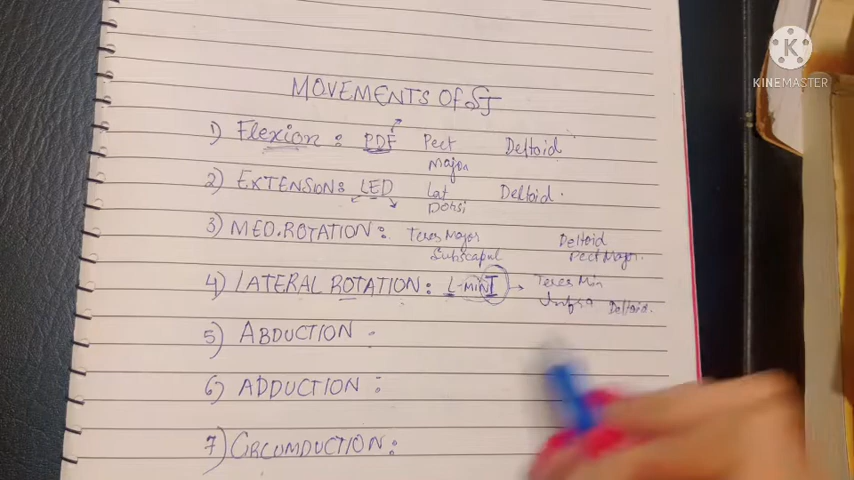 KINEMASTER
MOVEMENTS Of SJ
1) Flexion : PDF Pect Deltoid
Major
2) EXTENSION: LED Lat Deltoid.
Dorsi
3) MED.ROTATION: Teres Major Deltoid
Subscapul Pect Major.
4) LATERAL ROTATION: L-MINI → Teres Min
Infra Deltoid.
5) ABDUCTION -
6) ADDUCTION :
7) CIRCUMDUCTION: